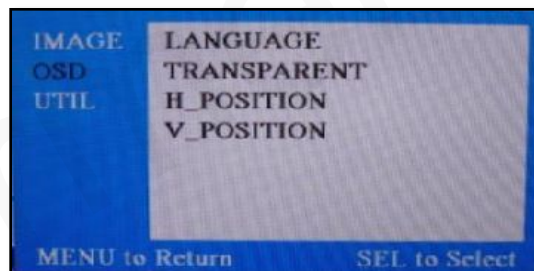 IMAGE
OSD
UTIL
LANGUAGE
TRANSPARENT
H_POSITION
V_POSITION
MENU to Return
SEL to Select